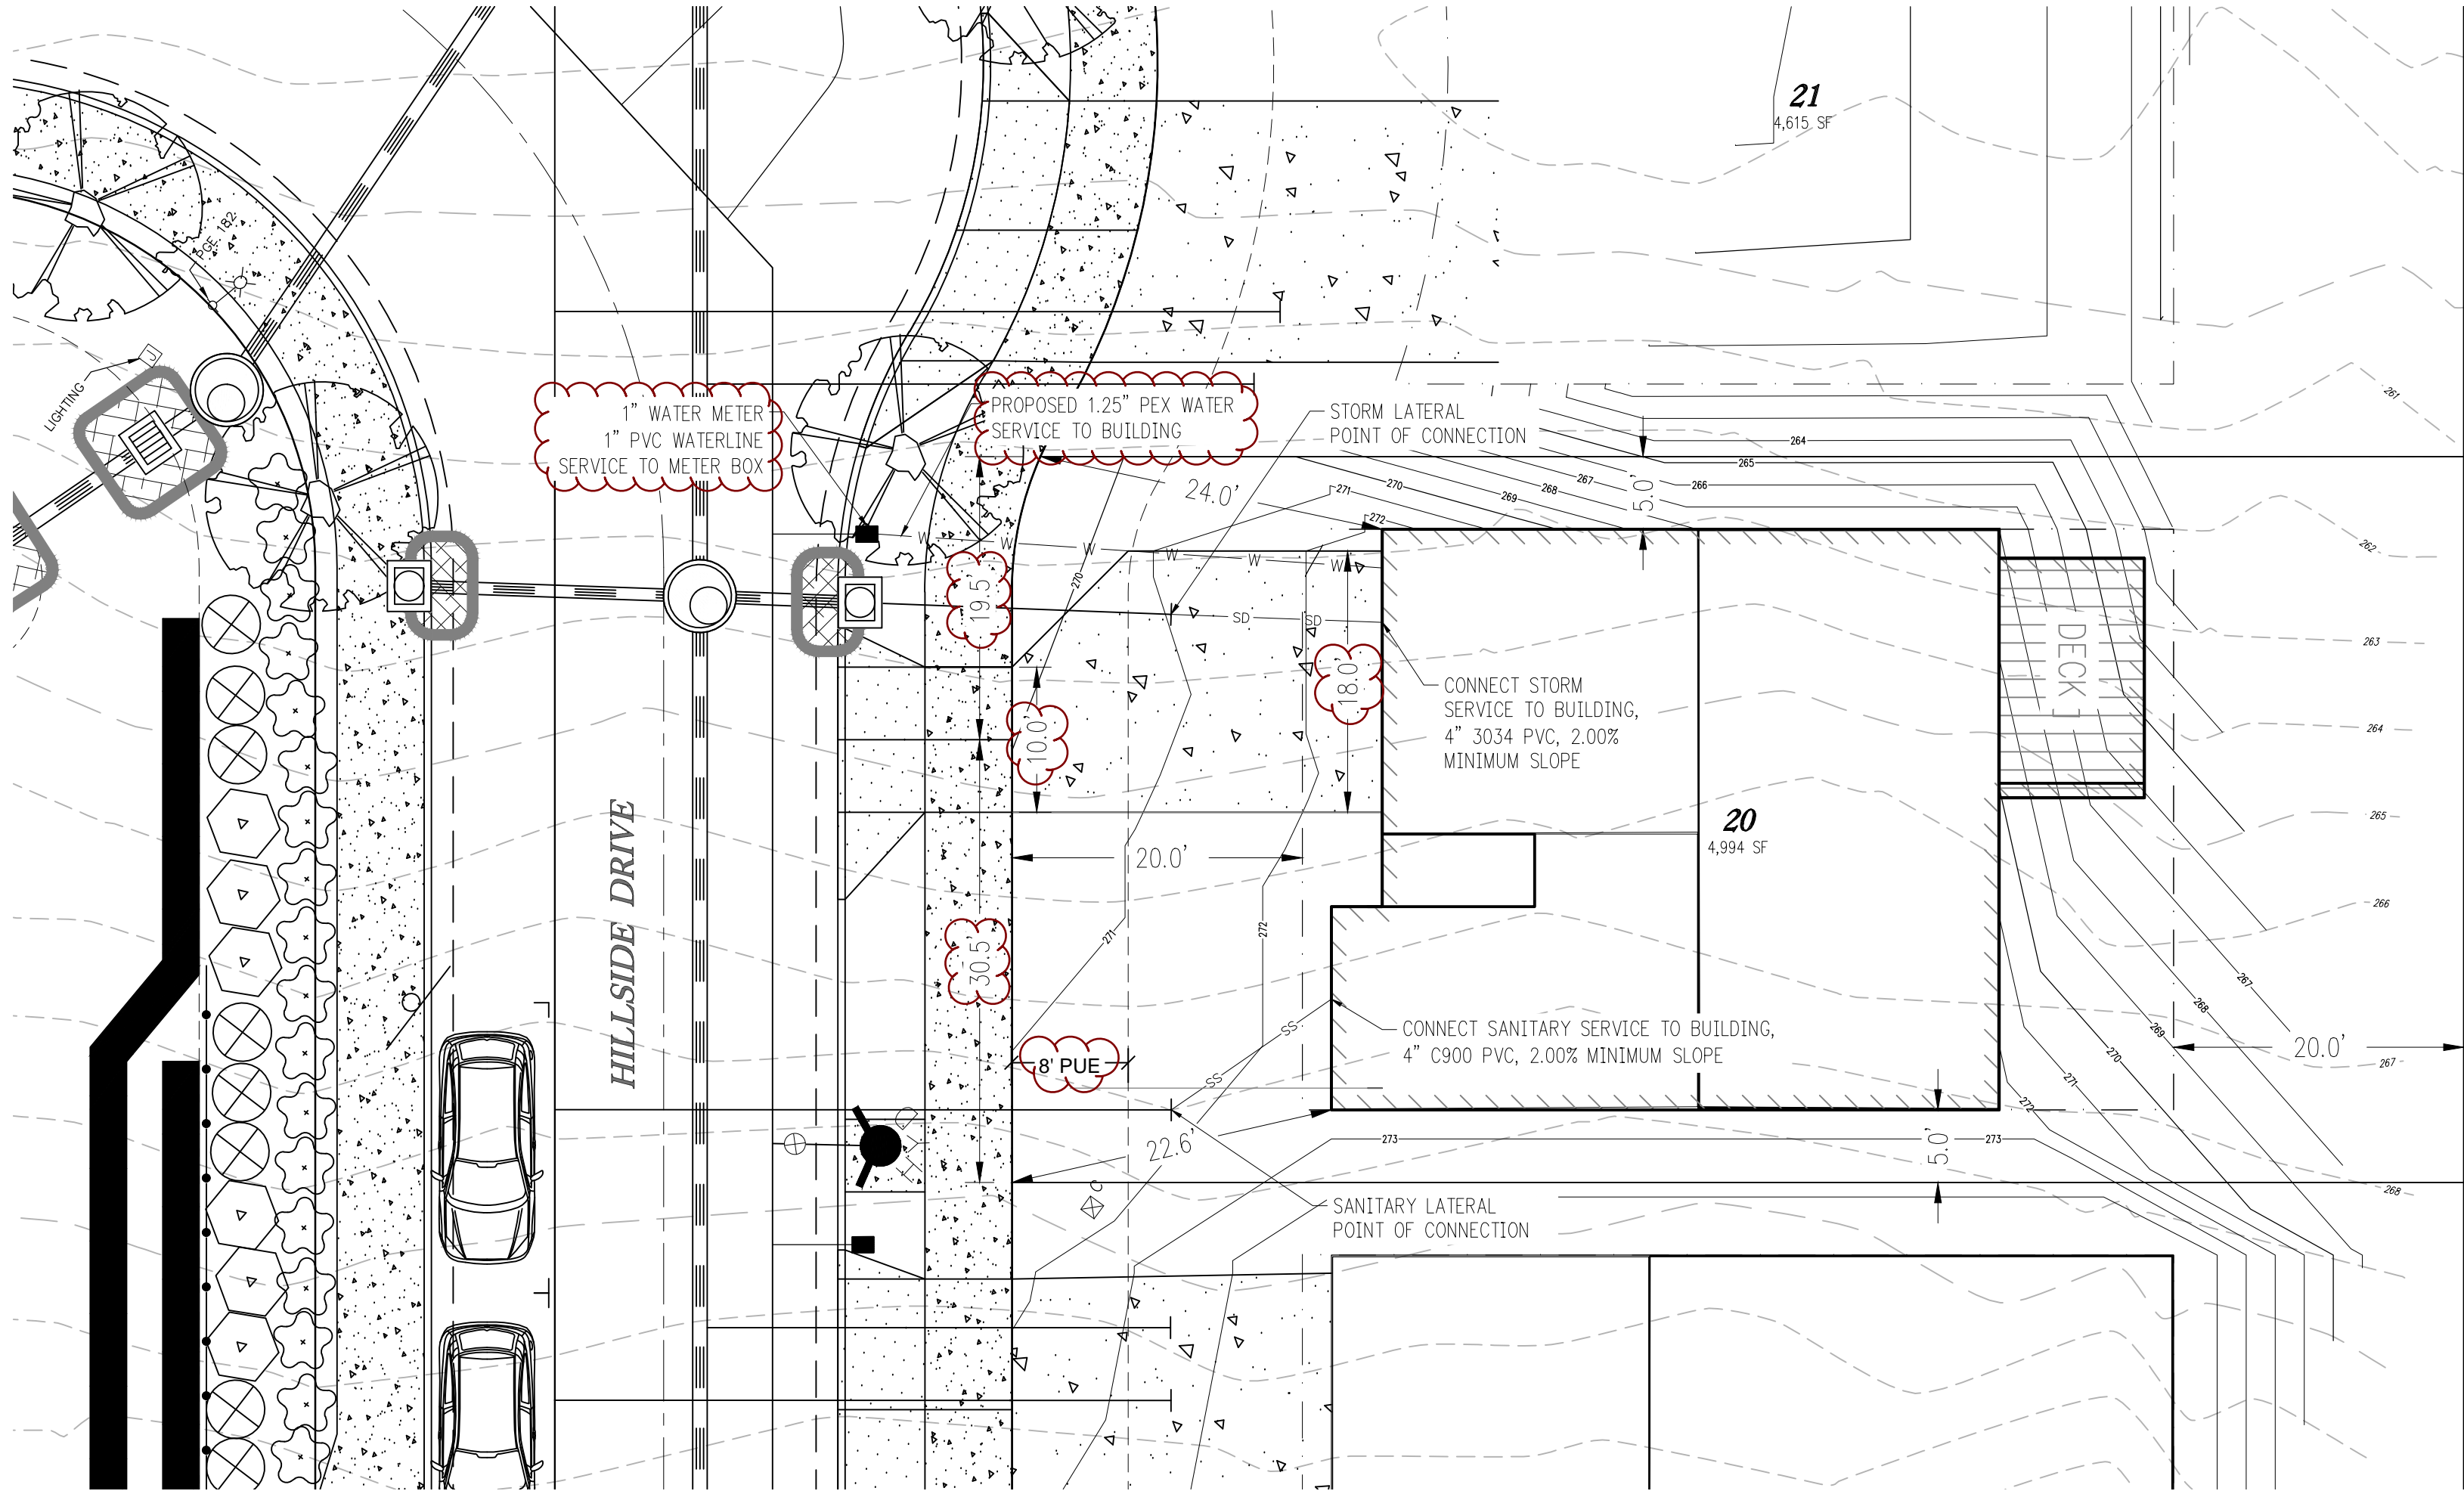 21
4,615 SF
PGE 182
LIGHTING
1" WATER METER
1" PVC WATERLINE
SERVICE TO METER BOX
PROPOSED 1.25" PEX WATER
SERVICE TO BUILDING
STORM LATERAL
POINT OF CONNECTION
261
264
265
266
267
268
269
270
271
272
24.0'
5.0'
262
W
W
W
W
W
W
19.5'
270
SD
SD
18.0'
DECK
263
CONNECT STORM
SERVICE TO BUILDING,
4" 3034 PVC, 2.00%
MINIMUM SLOPE
10.0'
264
HILLSIDE DRIVE
20
4,994 SF
265
20.0'
266
271
272
30.5'
267
268
269
270
271
272
SS
SS
CONNECT SANITARY SERVICE TO BUILDING,
4" C900 PVC, 2.00% MINIMUM SLOPE
20.0'
8' PUE
267
22.6'
273
273
5.0'
C
268
SANITARY LATERAL
POINT OF CONNECTION